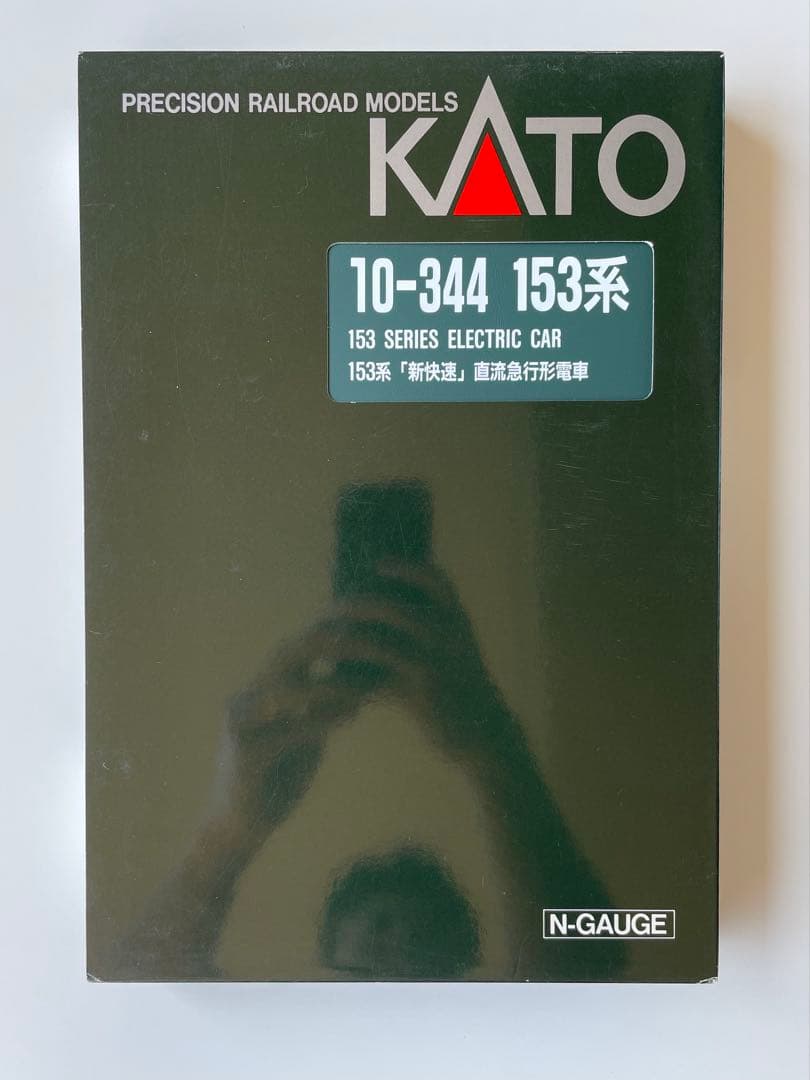 PRECISION RAILROAD MODELS
KATO
10-344 153系
153 SERIES ELECTRIC CAR
153系「新快速」直流急行形電車
N-GAUGE